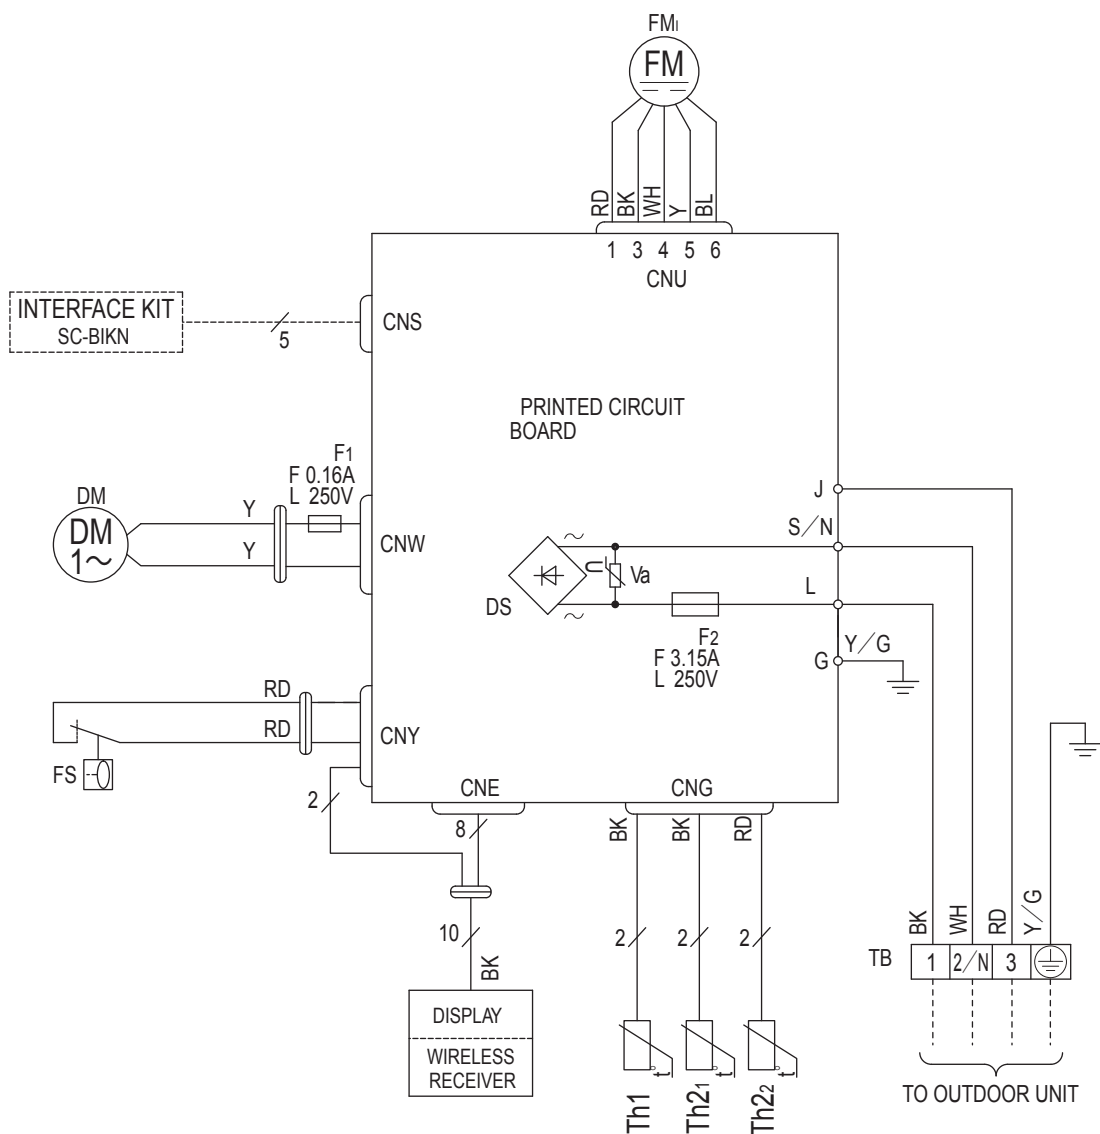 FMI
FM
RD
BK
WH
Y
BL
1 3 4 5 6
CNU
INTERFACE KIT
SC-BIKN
5
CNS
PRINTED CIRCUIT
BOARD
F1
F 0.16A
L 250V
DM
DM
1~
Y
Y
CNW
J
S/N
~
DS
Va
L
~
F2
F 3.15A
L 250V
Y/G
G
RD
RD
CNY
FS
2
CNE
CNG
8
BK
BK
RD
10
BK
2
2
2
BK
WH
RD
Y/G
TB
1
2/N
3
DISPLAY
WIRELESS
RECEIVER
t
t
t
Th1
Th21
Th22
TO OUTDOOR UNIT